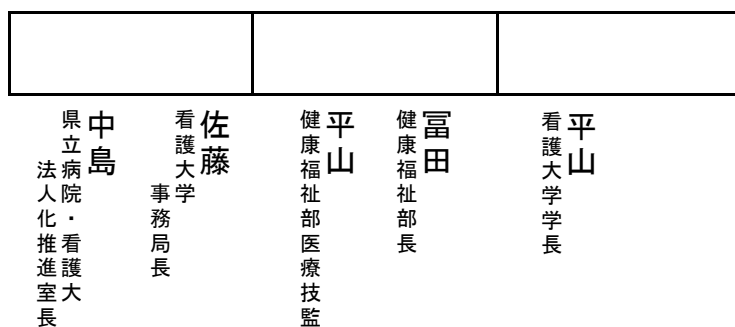 平山
看護大学学長
冨田
健康福祉部長
平山
健康福祉部医療技監
佐藤
看護大学
事務局長
中島
県立病院・看護大
法人化推進室長